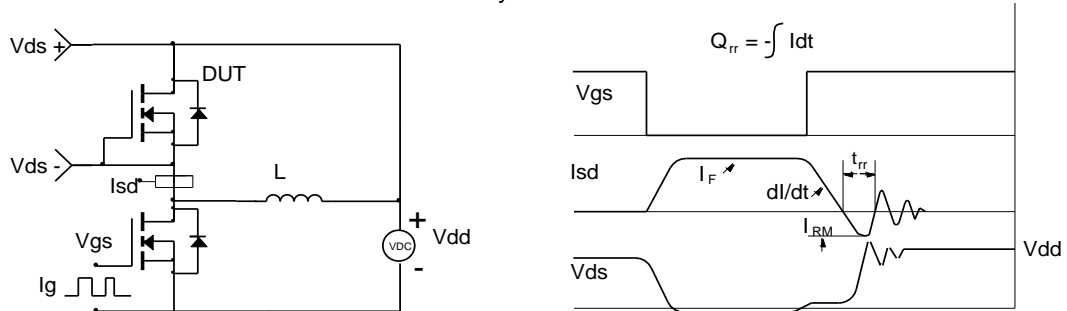 Vds +
DUT
Vds -
Isd
L
Vgs
Ig
+
VDC
-
Vdd
Qrr = -∫ Idt
Vgs
Isd
IF
dI/dt
trr
IRM
Vdd
Vds